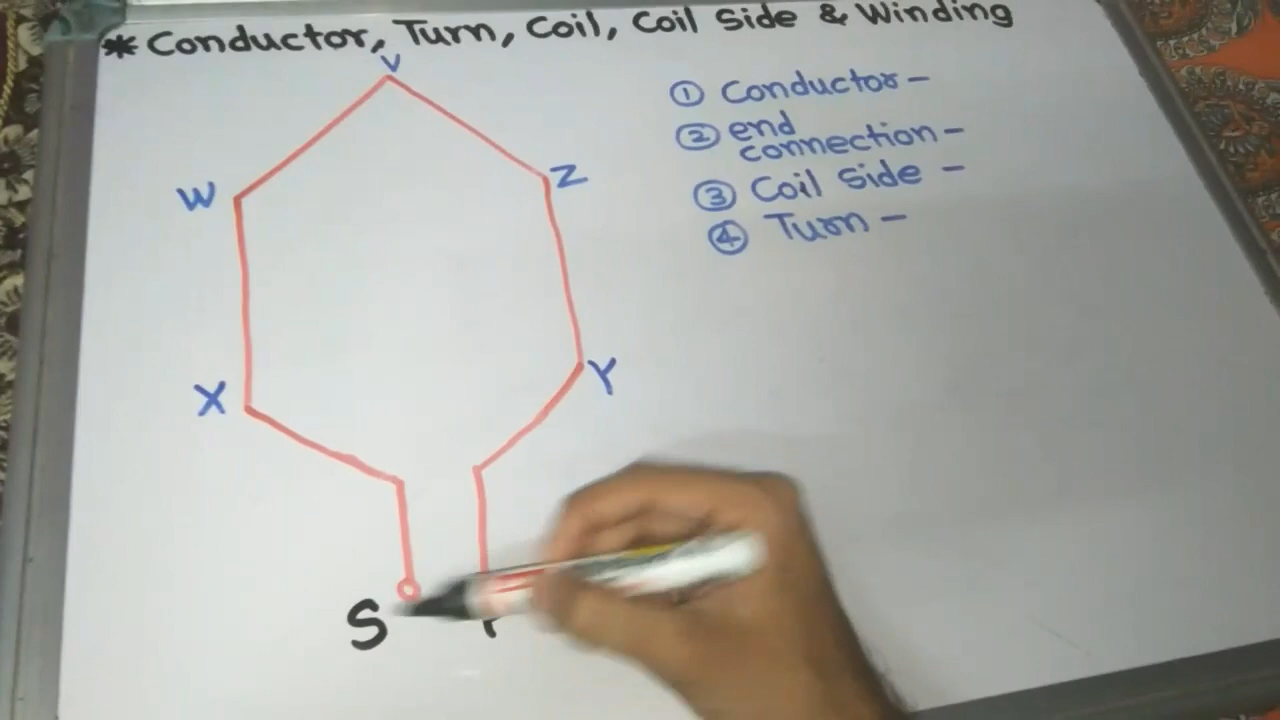 * Conductor, Turn, Coil, Coil Side & Winding
V
① Conductor –
② end
connection –
W
Z
③ Coil Side –
④ Turn –
X
Y
S